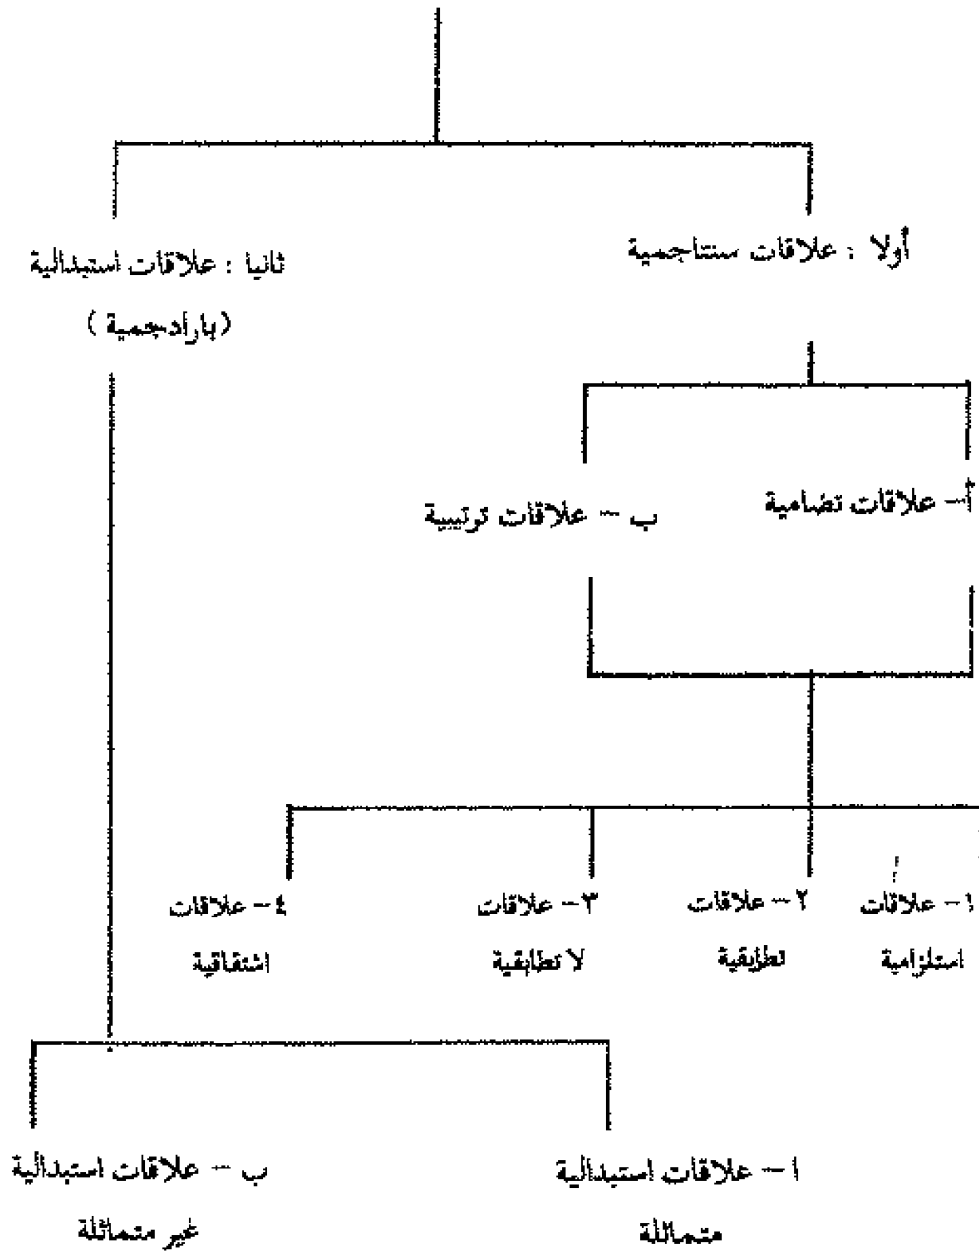 أولا : علاقات سنتاجمية
ثانيا : علاقات استبدالية
(بارادجمية)
أ - علاقات تضامية
ب - علاقات ترتيبية
١ - علاقات
استلزامية
٢ - علاقات
تطابقية
٣ - علاقات
لا تطابقية
٤ - علاقات
اشتقاقية
ا - علاقات استبدالية
متماثلة
ب - علاقات استبدالية
غير متماثلة